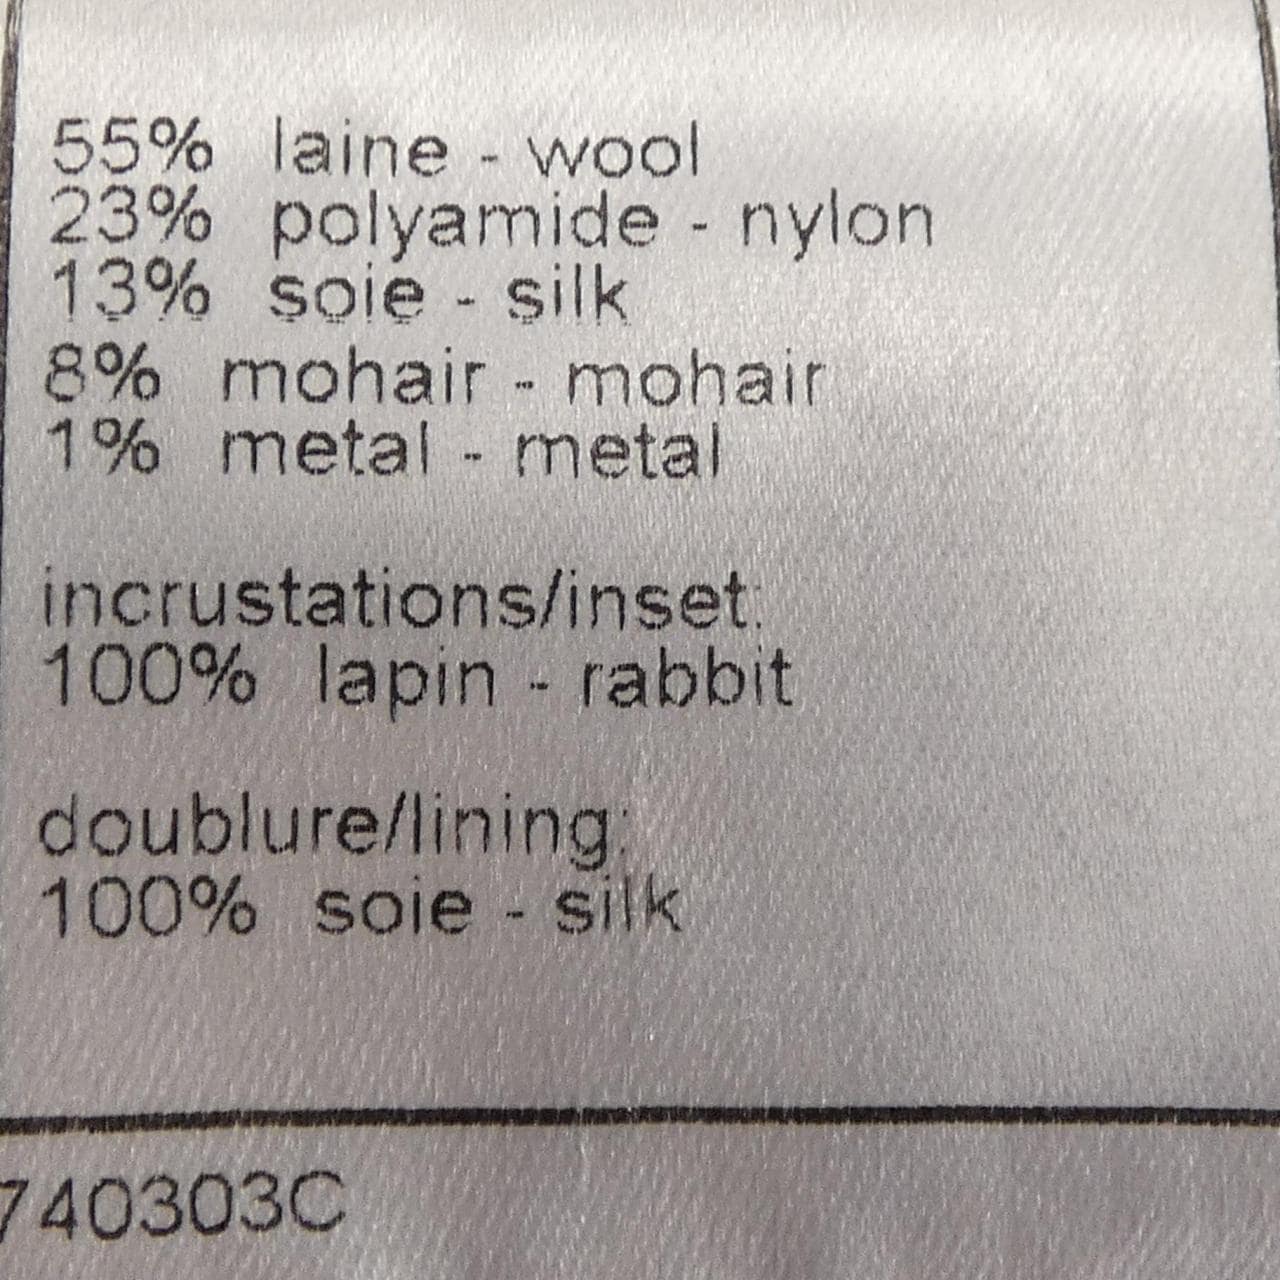 55% laine - wool
23% polyamide - nylon
13% soie - silk
8% mohair - mohair
1% metal - metal
incrustations/inset:
100% lapin - rabbit
doublure/lining:
100% soie - silk
740303C